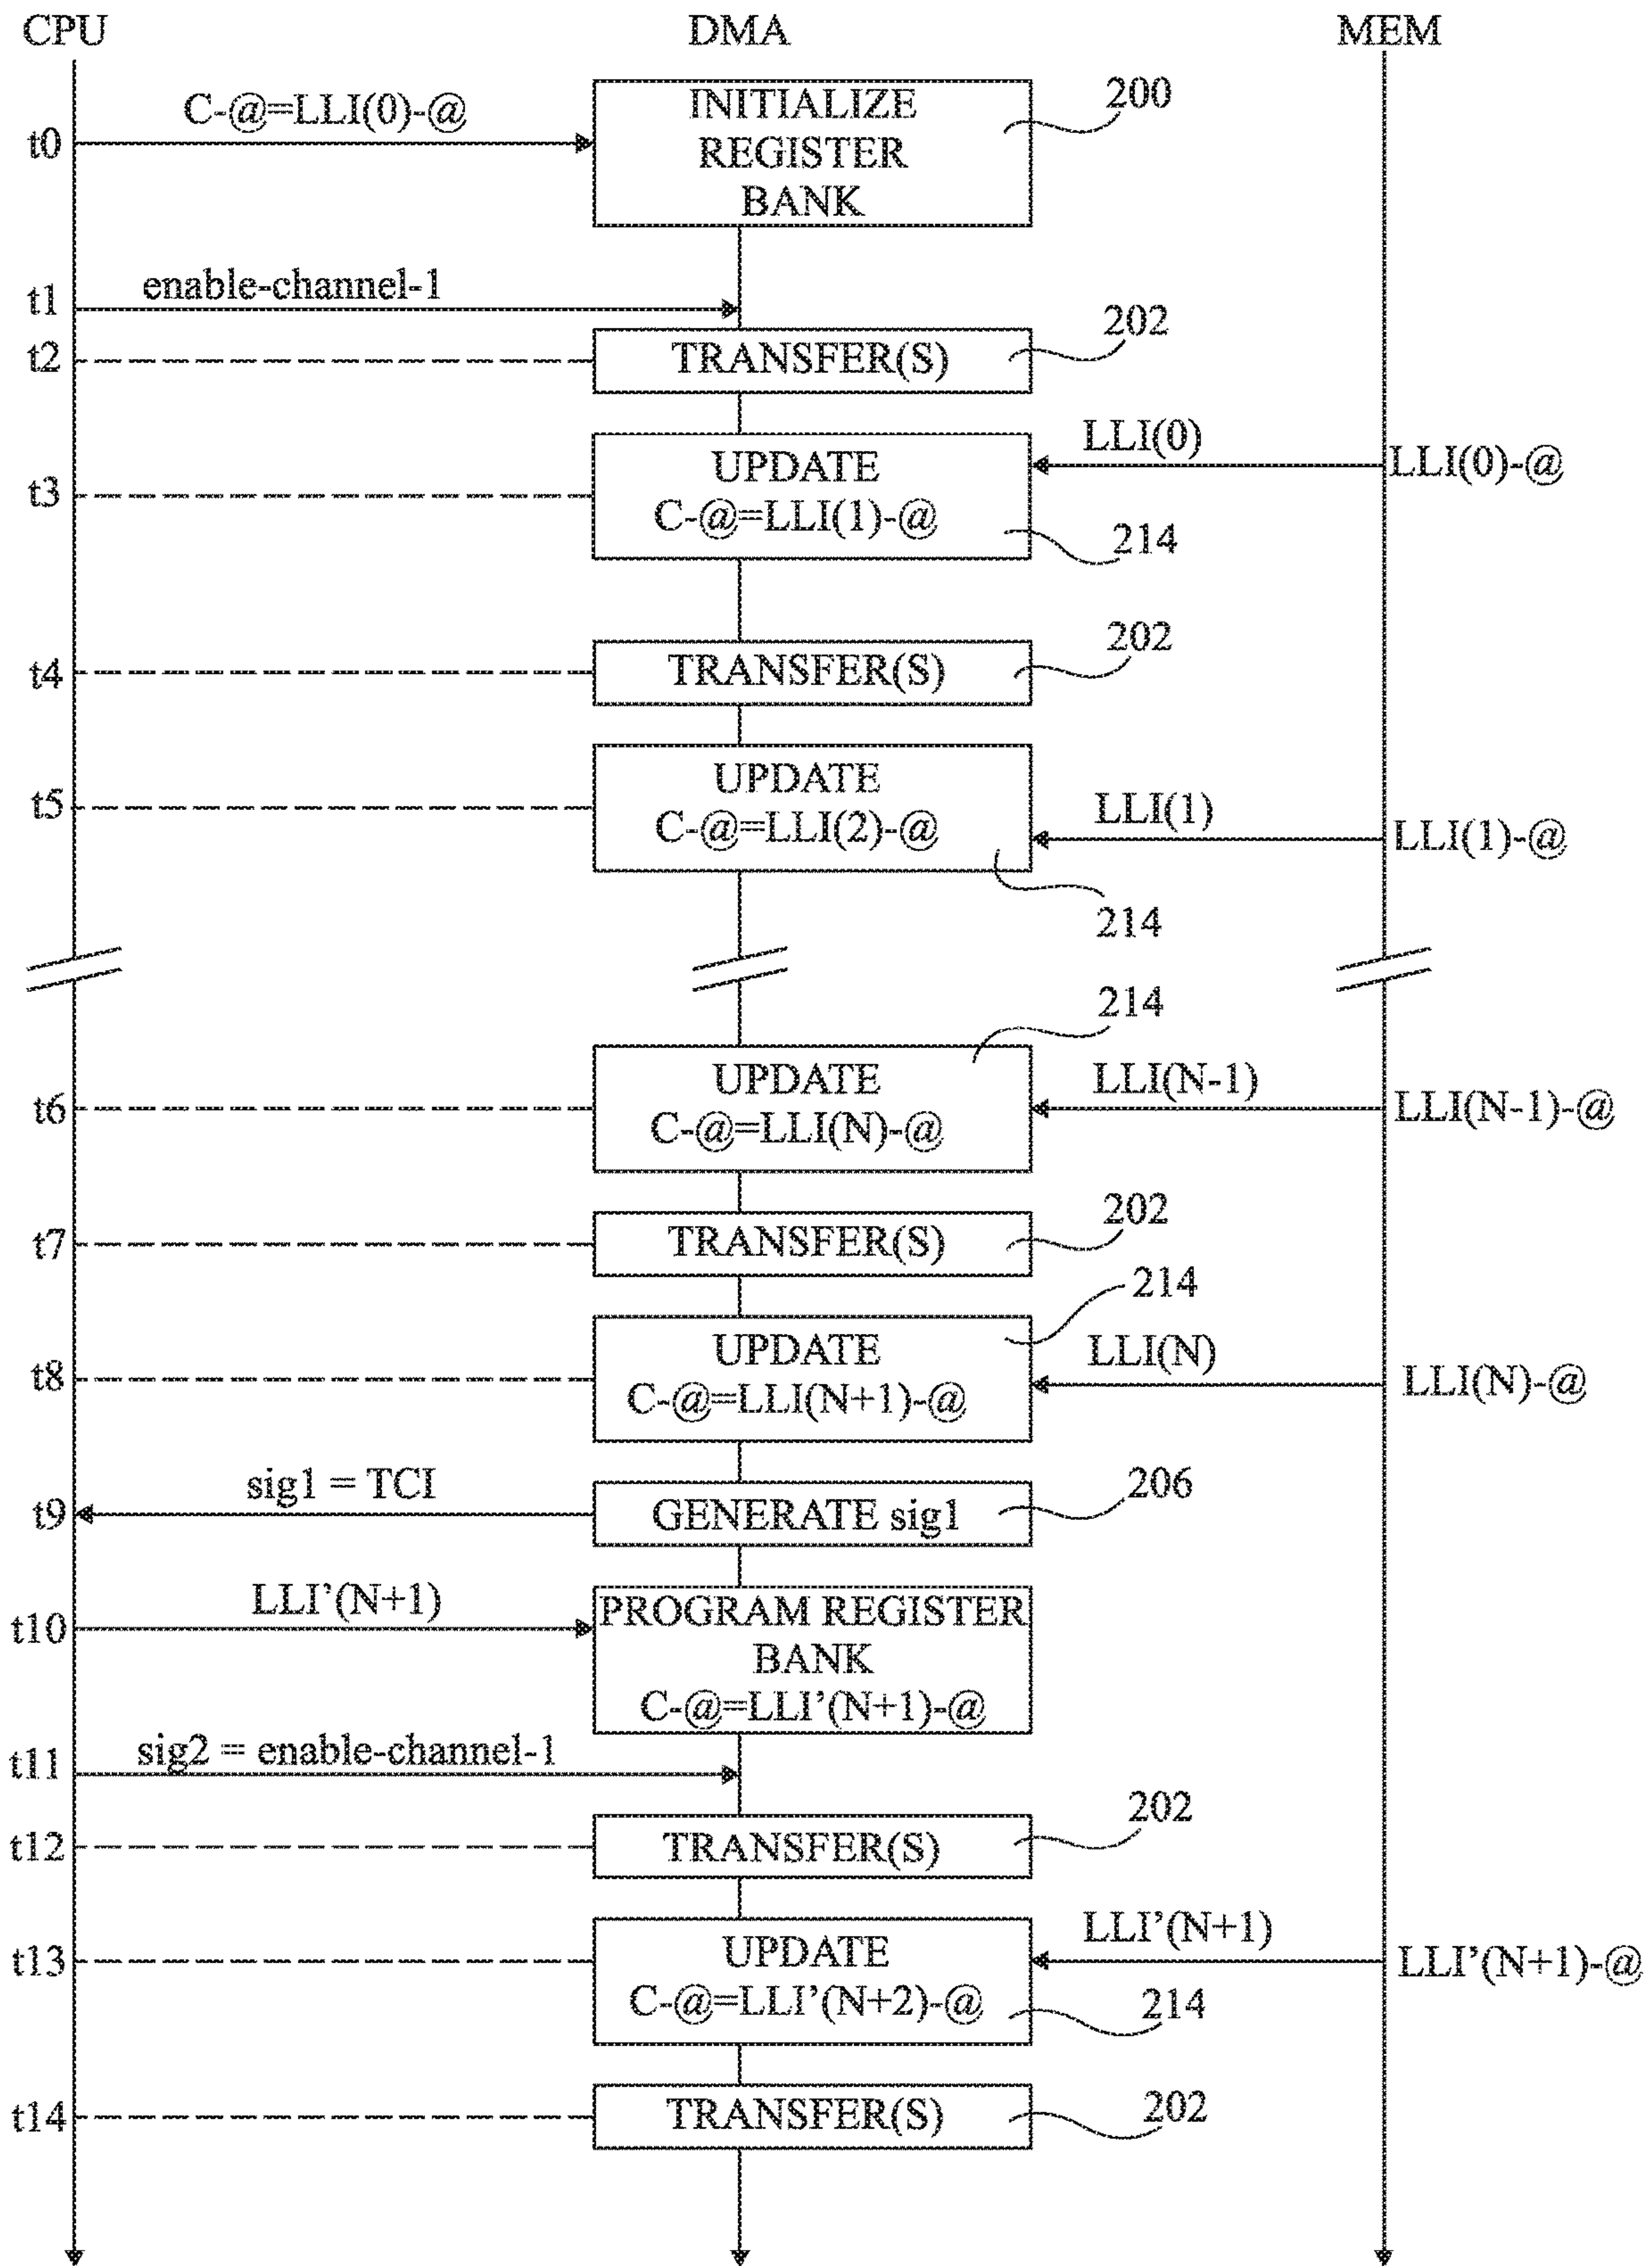 CPU
DMA
MEM
C-@=LLI(0)-@
t0
INITIALIZE
REGISTER
BANK
200
enable-channel-1
t1
t2
TRANSFER(S)
202
t3
UPDATE
C-@=LLI(1)-@
LLI(0)
LLI(0)-@
214
t4
TRANSFER(S)
202
t5
UPDATE
C-@=LLI(2)-@
LLI(1)
LLI(1)-@
214
214
t6
UPDATE
C-@=LLI(N)-@
LLI(N-1)
LLI(N-1)-@
t7
TRANSFER(S)
202
214
t8
UPDATE
C-@=LLI(N+1)-@
LLI(N)
LLI(N)-@
sig1 = TCI
t9
GENERATE sig1
206
LLI’(N+1)
t10
PROGRAM REGISTER
BANK
C-@=LLI’(N+1)-@
sig2 = enable-channel-1
t11
t12
TRANSFER(S)
202
t13
UPDATE
C-@=LLI’(N+2)-@
LLI’(N+1)
LLI’(N+1)-@
214
t14
TRANSFER(S)
202